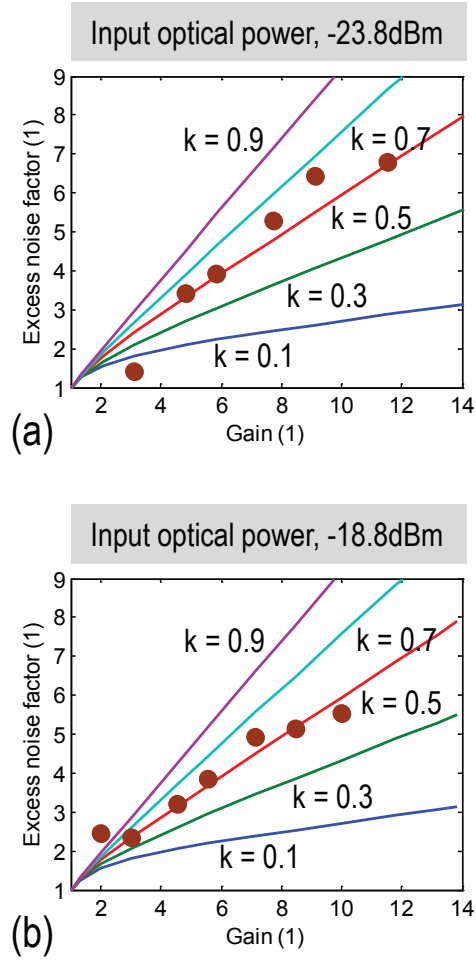 Input optical power, -23.8dBm
9
8
7
6
5
4
3
2
1
Excess noise factor (1)
k = 0.9
k = 0.7
k = 0.5
k = 0.3
k = 0.1
2 4 6 8 10 12 14
Gain (1)
(a)
Input optical power, -18.8dBm
9
8
7
6
5
4
3
2
1
Excess noise factor (1)
k = 0.9
k = 0.7
k = 0.5
k = 0.3
k = 0.1
2 4 6 8 10 12 14
Gain (1)
(b)